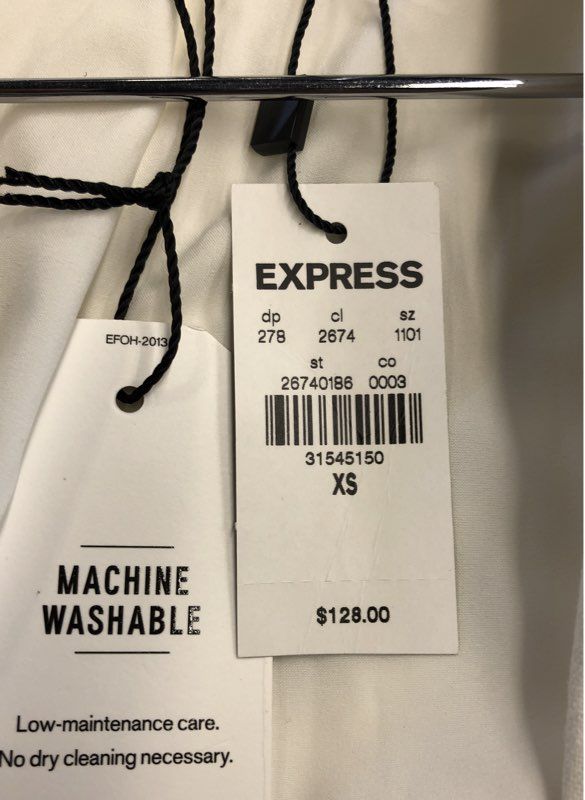 EXPRESS
dp cl sz
278 2674 1101
st co
26740186 0003
31545150
XS
$128.00
EFOH-2013
MACHINE
WASHABLE
Low-maintenance care.
No dry cleaning necessary.